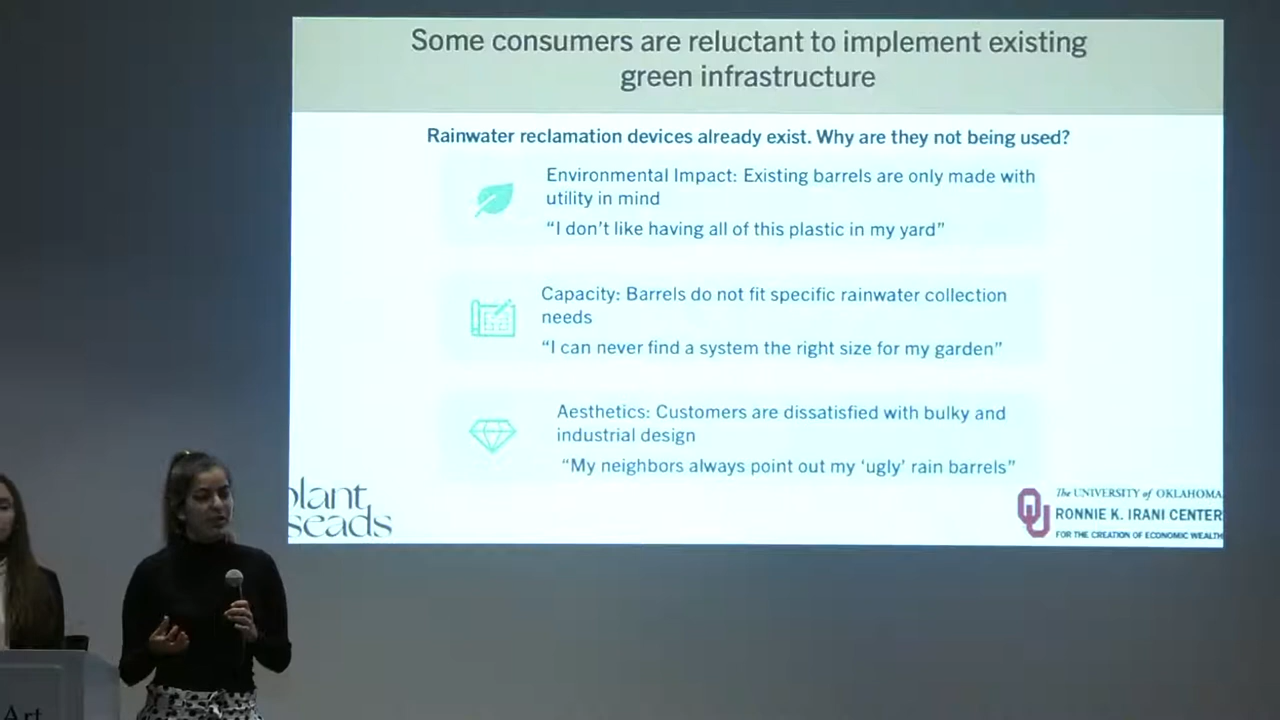 Some consumers are reluctant to implement existing
green infrastructure
Rainwater reclamation devices already exist. Why are they not being used?
Environmental Impact: Existing barrels are only made with
utility in mind
“I don’t like having all of this plastic in my yard”
Capacity: Barrels do not fit specific rainwater collection
needs
“I can never find a system the right size for my garden”
Aesthetics: Customers are dissatisfied with bulky and
industrial design
“My neighbors always point out my ‘ugly’ rain barrels”
plant
seads
OU
The UNIVERSITY of OKLAHOMA
RONNIE K. IRANI CENTER
FOR THE CREATION OF ECONOMIC WEALTH
Art